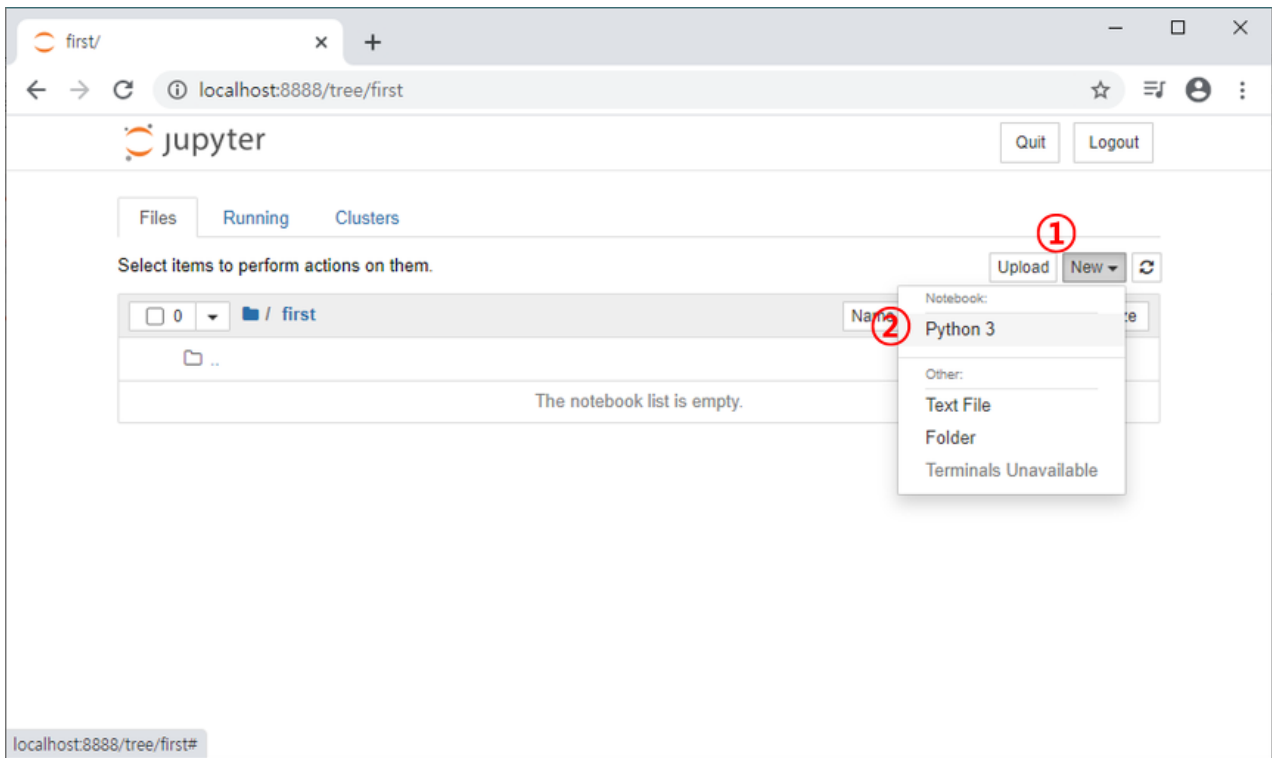 first/
localhost:8888/tree/first
jupyter
Quit Logout
Files Running Clusters
①
Select items to perform actions on them.
Upload New
0 / first
Name
Notebook:
② Python 3
..
Other:
The notebook list is empty.
Text File
Folder
Terminals Unavailable
localhost:8888/tree/first#